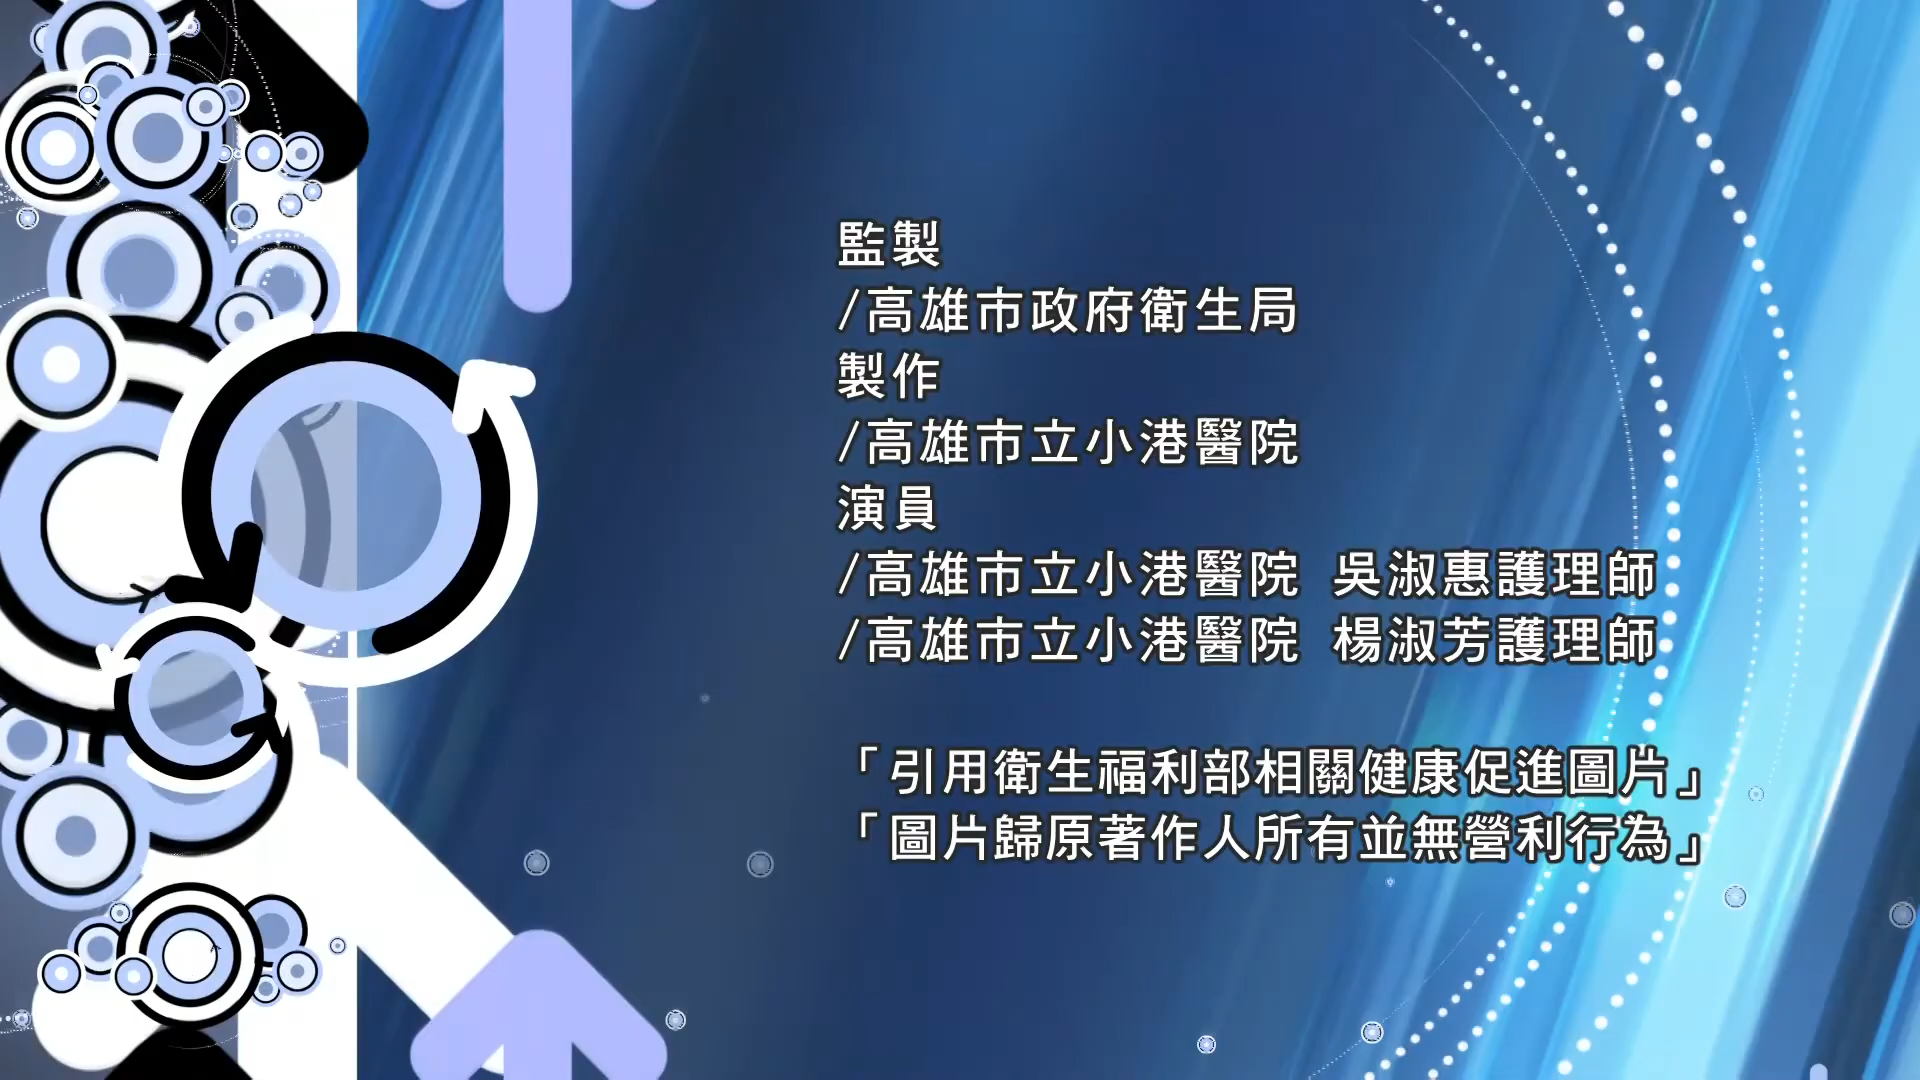 監製
/高雄市政府衛生局
製作
/高雄市立小港醫院
演員
/高雄市立小港醫院 吳淑惠護理師
/高雄市立小港醫院 楊淑芳護理師
「引用衛生福利部相關健康促進圖片」
「圖片歸原著作人所有並無營利行為」